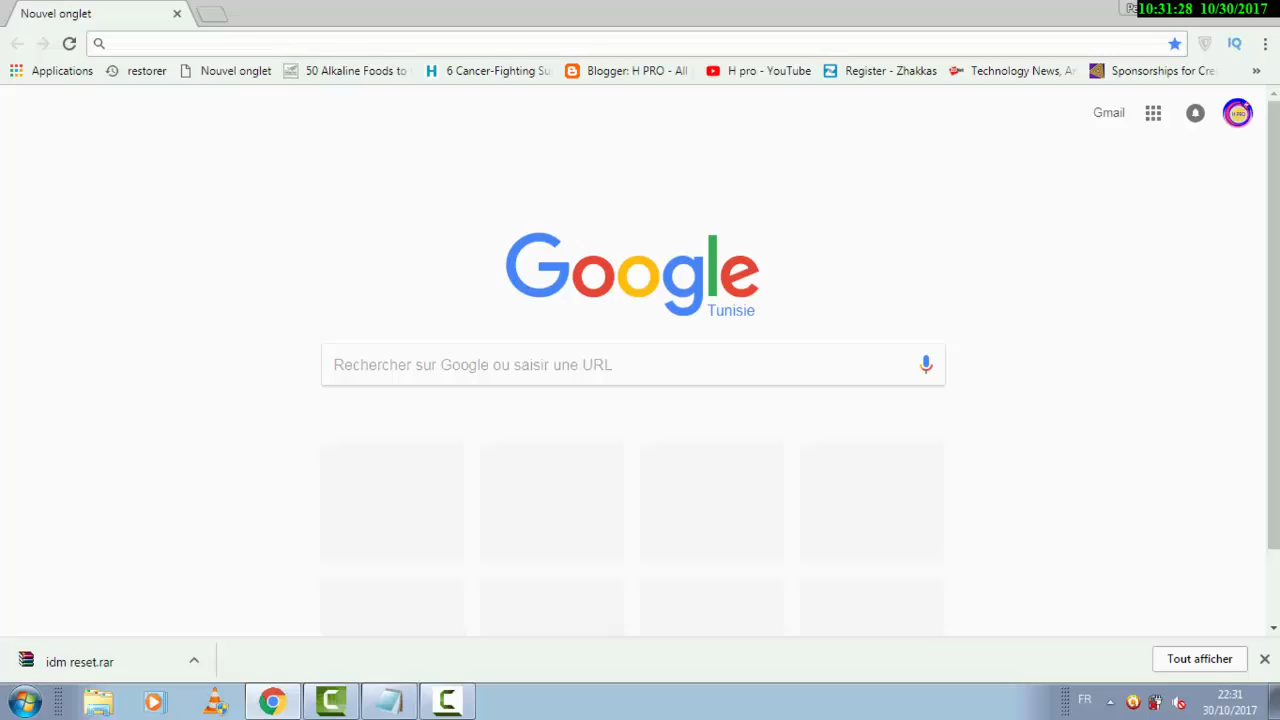 Nouvel onglet
10:31:28 10/30/2017
Applications restorer Nouvel onglet 50 Alkaline Foods to 6 Cancer-Fighting Su Blogger: H PRO - All H pro - YouTube Register - Zhakkas Technology News, An Sponsorships for Cre »
Gmail
H PRO
Google
Tunisie
Rechercher sur Google ou saisir une URL
idm reset.rar
Tout afficher
FR
22:31
30/10/2017